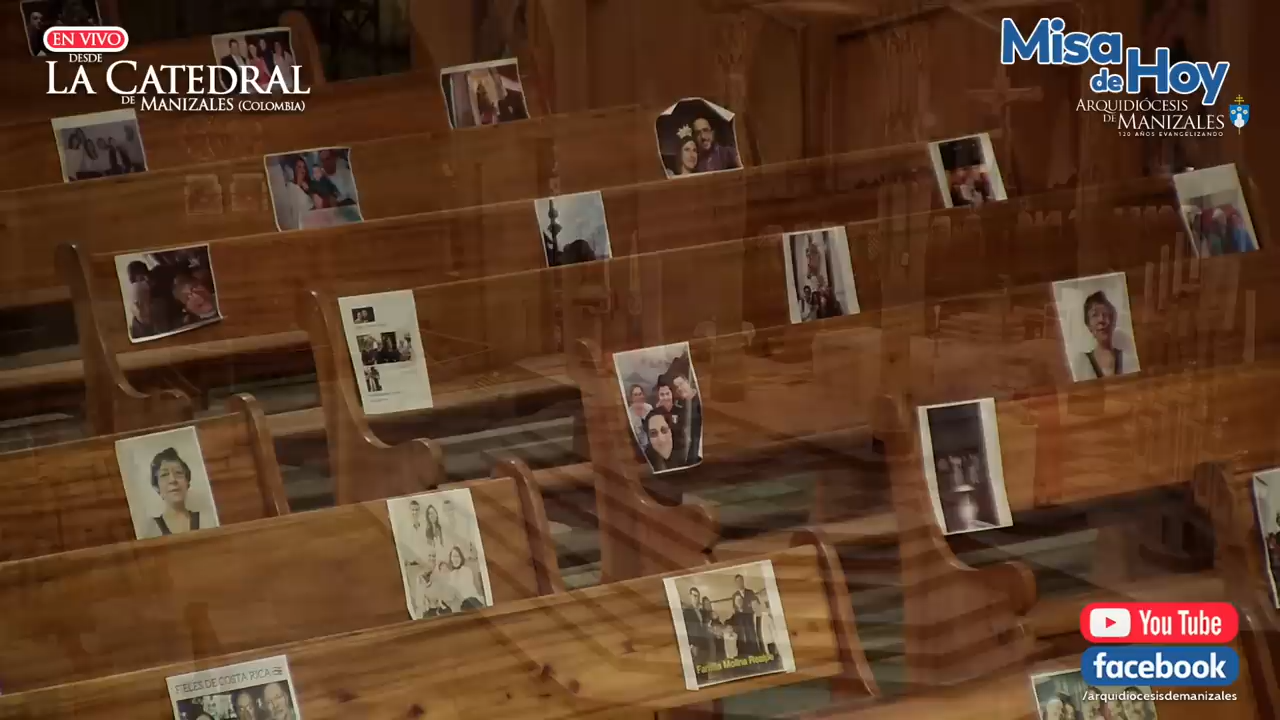 EN VIVO
DESDE
LA CATEDRAL
DE MANIZALES (COLOMBIA)
Misa
de Hoy
ARQUIDIÓCESIS
DE MANIZALES
120 AÑOS EVANGELIZANDO
Familia Molina
FIELES DE COSTA RICA
You Tube
facebook
/arquidiocesisdemanizales